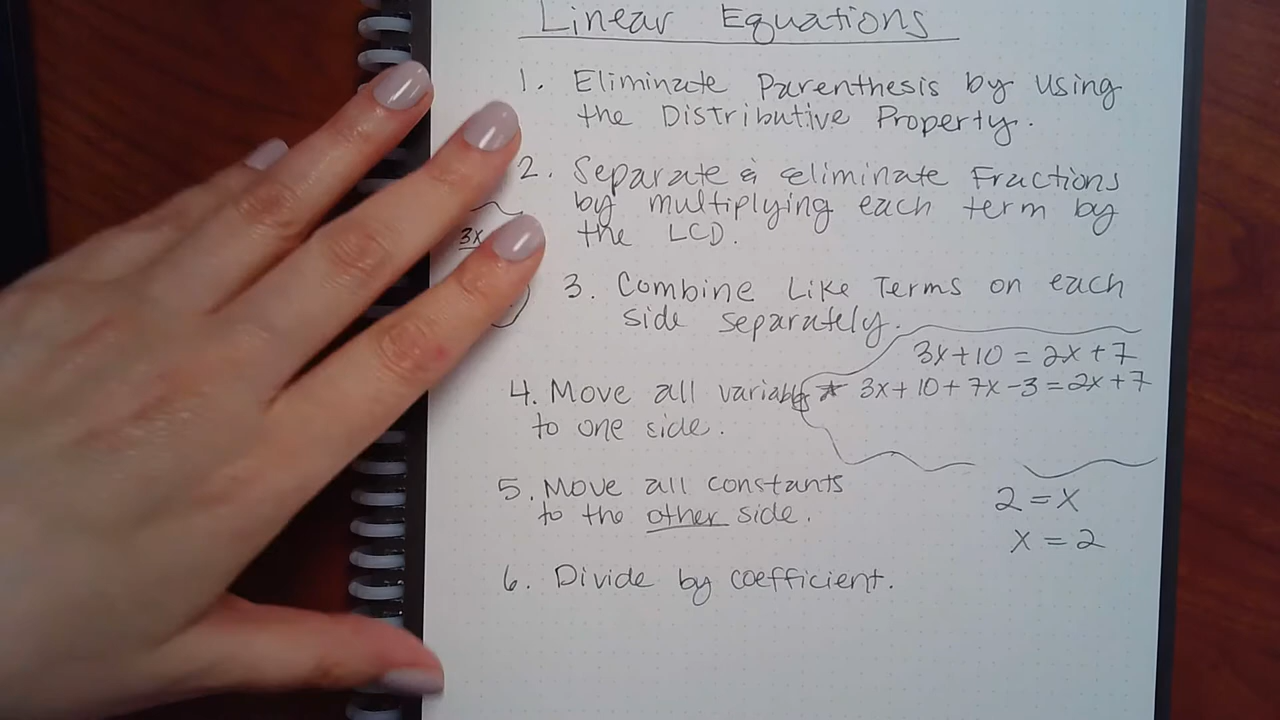 Linear Equations
1. Eliminate Parenthesis by using
the Distributive Property.
2. Separate & eliminate Fractions
by multiplying each term by
the LCD.
3x
3. Combine Like Terms on each
side separately.
3x+10 = 2x+7
4. Move all variables * 3x+10+7x-3=2x+7
to one side.
5. Move all constants
to the other side.
2=x
x=2
6. Divide by coefficient.